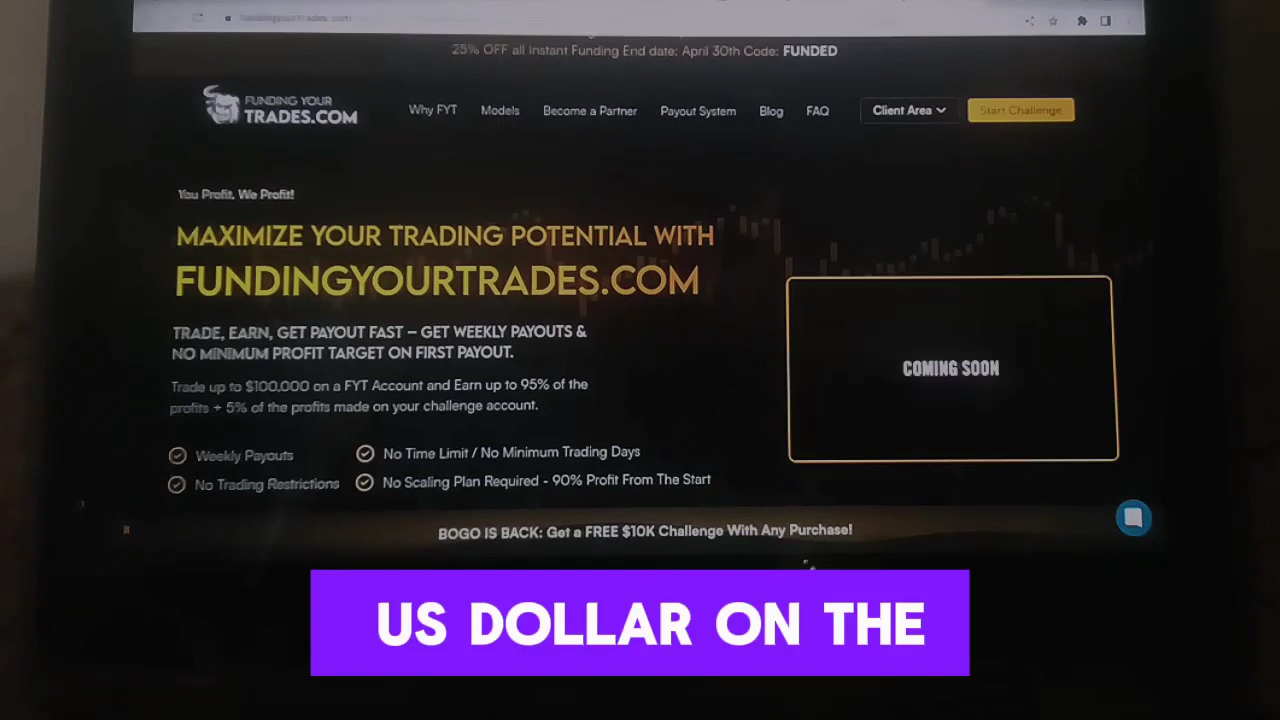 fundingyourtrades.com
25% OFF all Instant Funding End date: April 30th Code: FUNDED
FUNDING YOUR
TRADES.COM
Why FYT
Models
Become a Partner
Payout System
Blog
FAQ
Client Area
Start Challenge
You Profit, We Profit!
MAXIMIZE YOUR TRADING POTENTIAL WITH
FUNDINGYOURTRADES.COM
TRADE, EARN, GET PAYOUT FAST – GET WEEKLY PAYOUTS &
NO MINIMUM PROFIT TARGET ON FIRST PAYOUT.
Trade up to $100,000 on a FYT Account and Earn up to 95% of the
profits + 5% of the profits made on your challenge account.
Weekly Payouts
No Time Limit / No Minimum Trading Days
No Trading Restrictions
No Scaling Plan Required - 90% Profit From The Start
COMING SOON
BOGO IS BACK: Get a FREE $10K Challenge With Any Purchase!
US DOLLAR ON THE